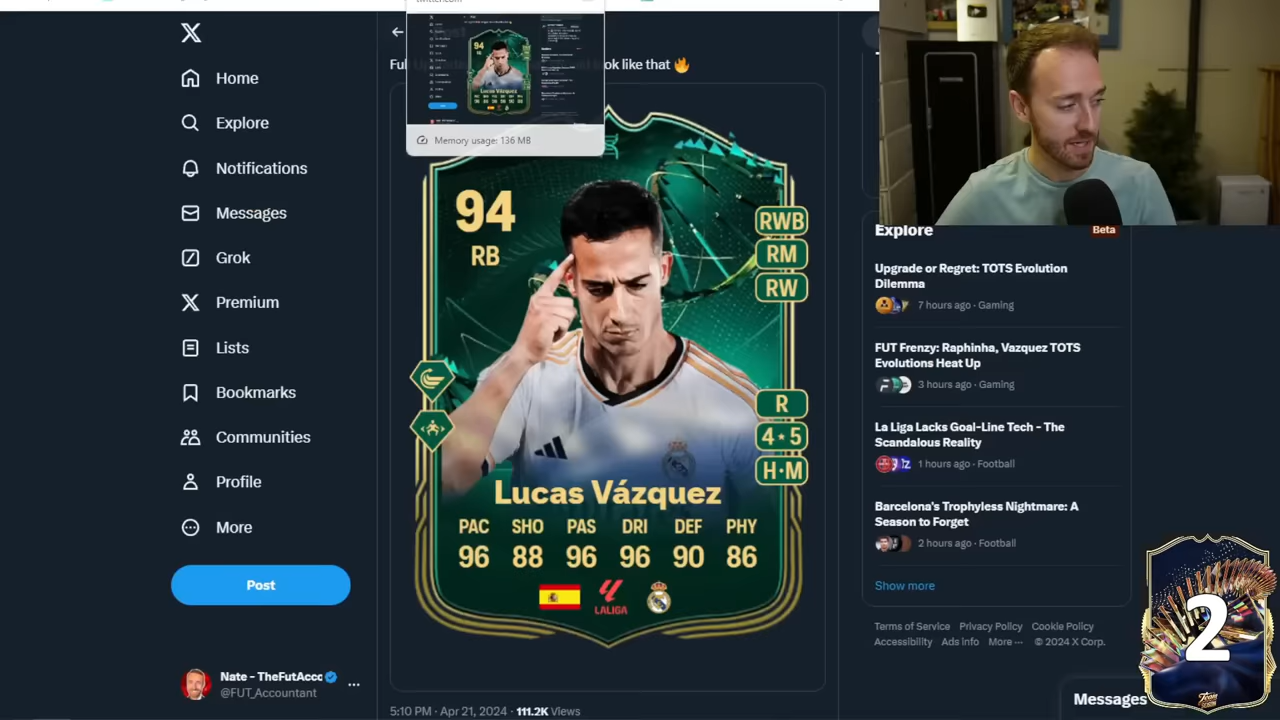 Home
Explore
Notifications
Messages
Grok
Premium
Lists
Bookmarks
Communities
Profile
More
Post
Nate - TheFutAccc
@FUT_Accountant
look like that 🔥
94
Lucas Vázquez
Memory usage: 136 MB
94
RB
RWB
RM
RW
R
4★5
H·M
Lucas Vázquez
PAC SHO PAS DRI DEF PHY
96 88 96 96 90 86
LALIGA
5:10 PM · Apr 21, 2024 · 111.2K Views
Explore
Beta
Upgrade or Regret: TOTS Evolution
Dilemma
7 hours ago · Gaming
FUT Frenzy: Raphinha, Vazquez TOTS
Evolutions Heat Up
3 hours ago · Gaming
La Liga Lacks Goal-Line Tech - The
Scandalous Reality
1 hours ago · Football
Barcelona's Trophyless Nightmare: A
Season to Forget
2 hours ago · Football
Show more
Terms of Service Privacy Policy Cookie Policy
Accessibility Ads info More ··· © 2024 X Corp.
Messages
2